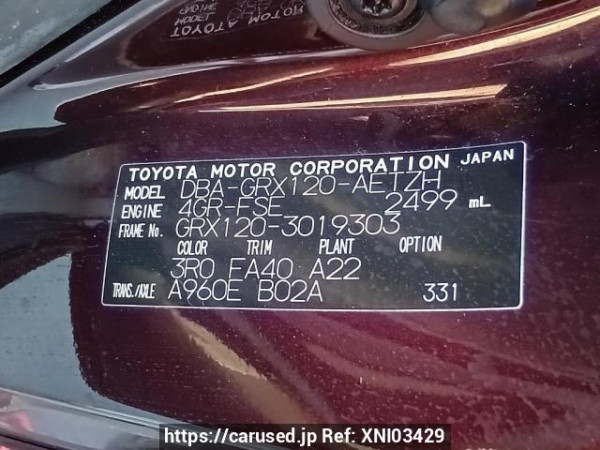 TOYOTA MOTOR CORPORATION JAPAN
MODEL DBA-GRX120-AETZH
ENGINE 4GR-FSE 2499 mL
FRAME No. GRX120-3019303
COLOR TRIM PLANT OPTION
3R0 FA40 A22
TRANS./AXLE A960E B02A 331
https://carused.jp Ref: XNI03429